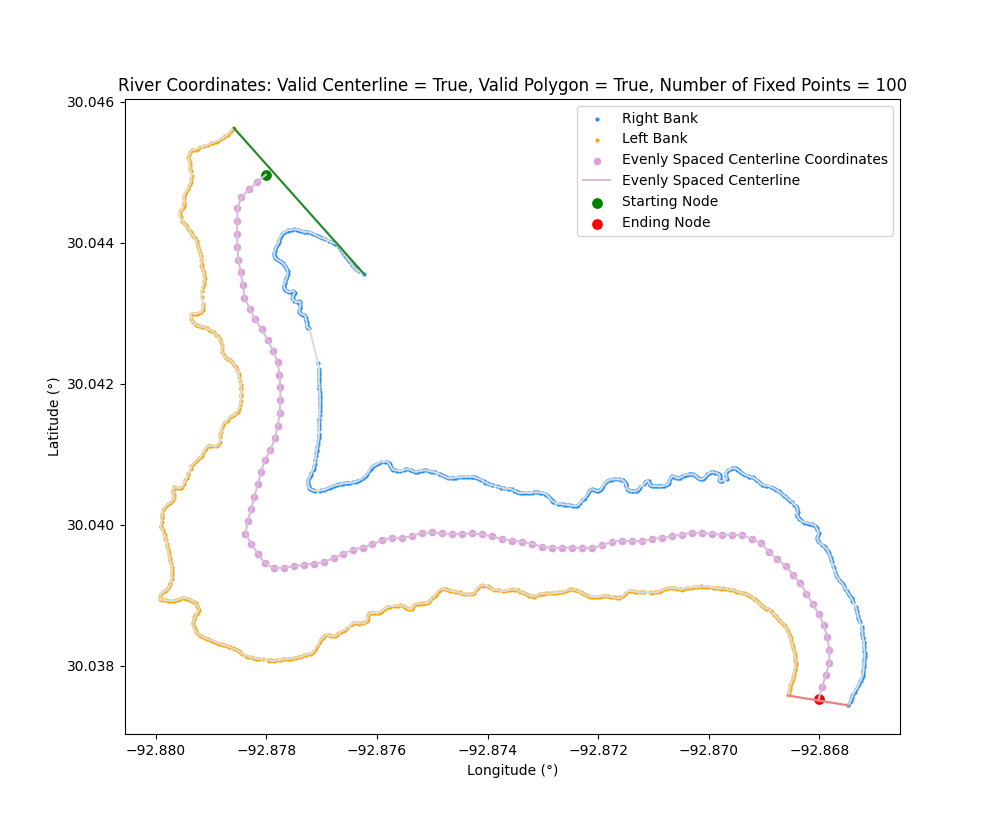 River Coordinates: Valid Centerline = True, Valid Polygon = True, Number of Fixed Points = 100
30.046
30.044
30.042
30.040
30.038
Latitude (°)
Right Bank
Left Bank
Evenly Spaced Centerline Coordinates
Evenly Spaced Centerline
Starting Node
Ending Node
−92.880 −92.878 −92.876 −92.874 −92.872 −92.870 −92.868
Longitude (°)